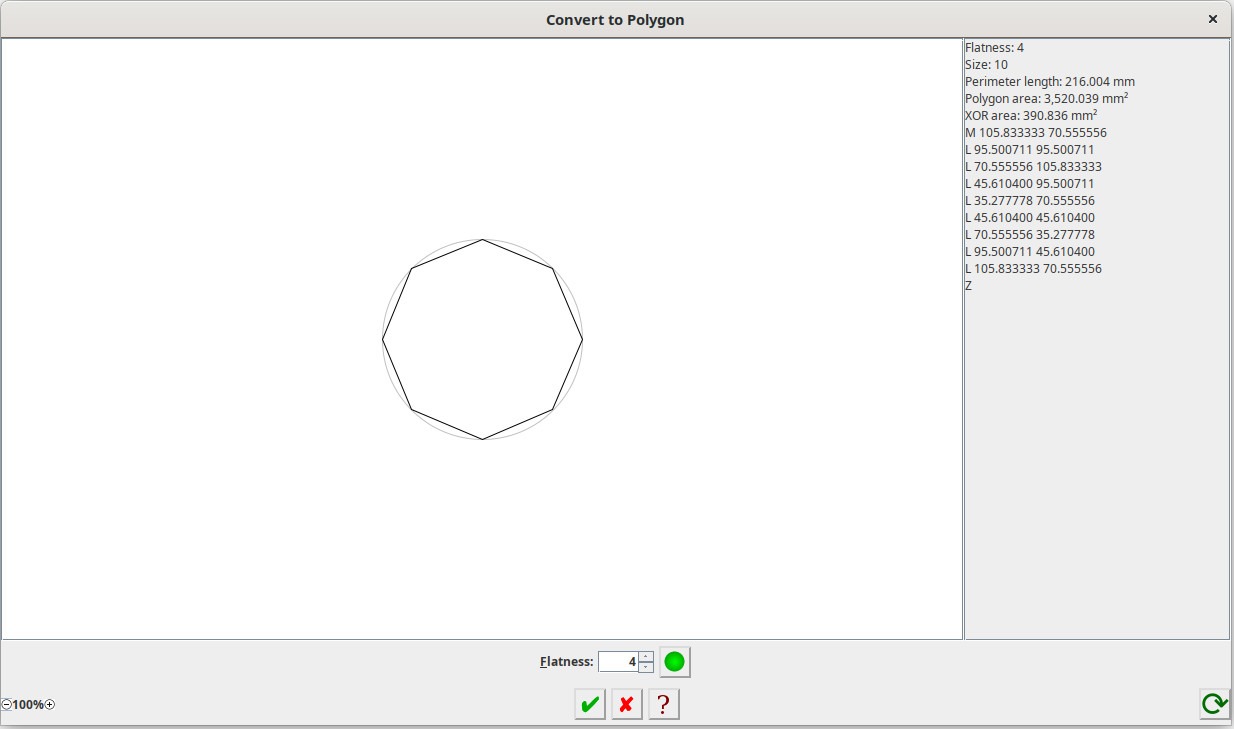 Convert to Polygon
Flatness: 4
Size: 10
Perimeter length: 216.004 mm
Polygon area: 3,520.039 mm²
XOR area: 390.836 mm²
M 105.833333 70.555556
L 95.500711 95.500711
L 70.555556 105.833333
L 45.610400 95.500711
L 35.277778 70.555556
L 45.610400 45.610400
L 70.555556 35.277778
L 95.500711 45.610400
L 105.833333 70.555556
Z
Flatness: 4
100%
?